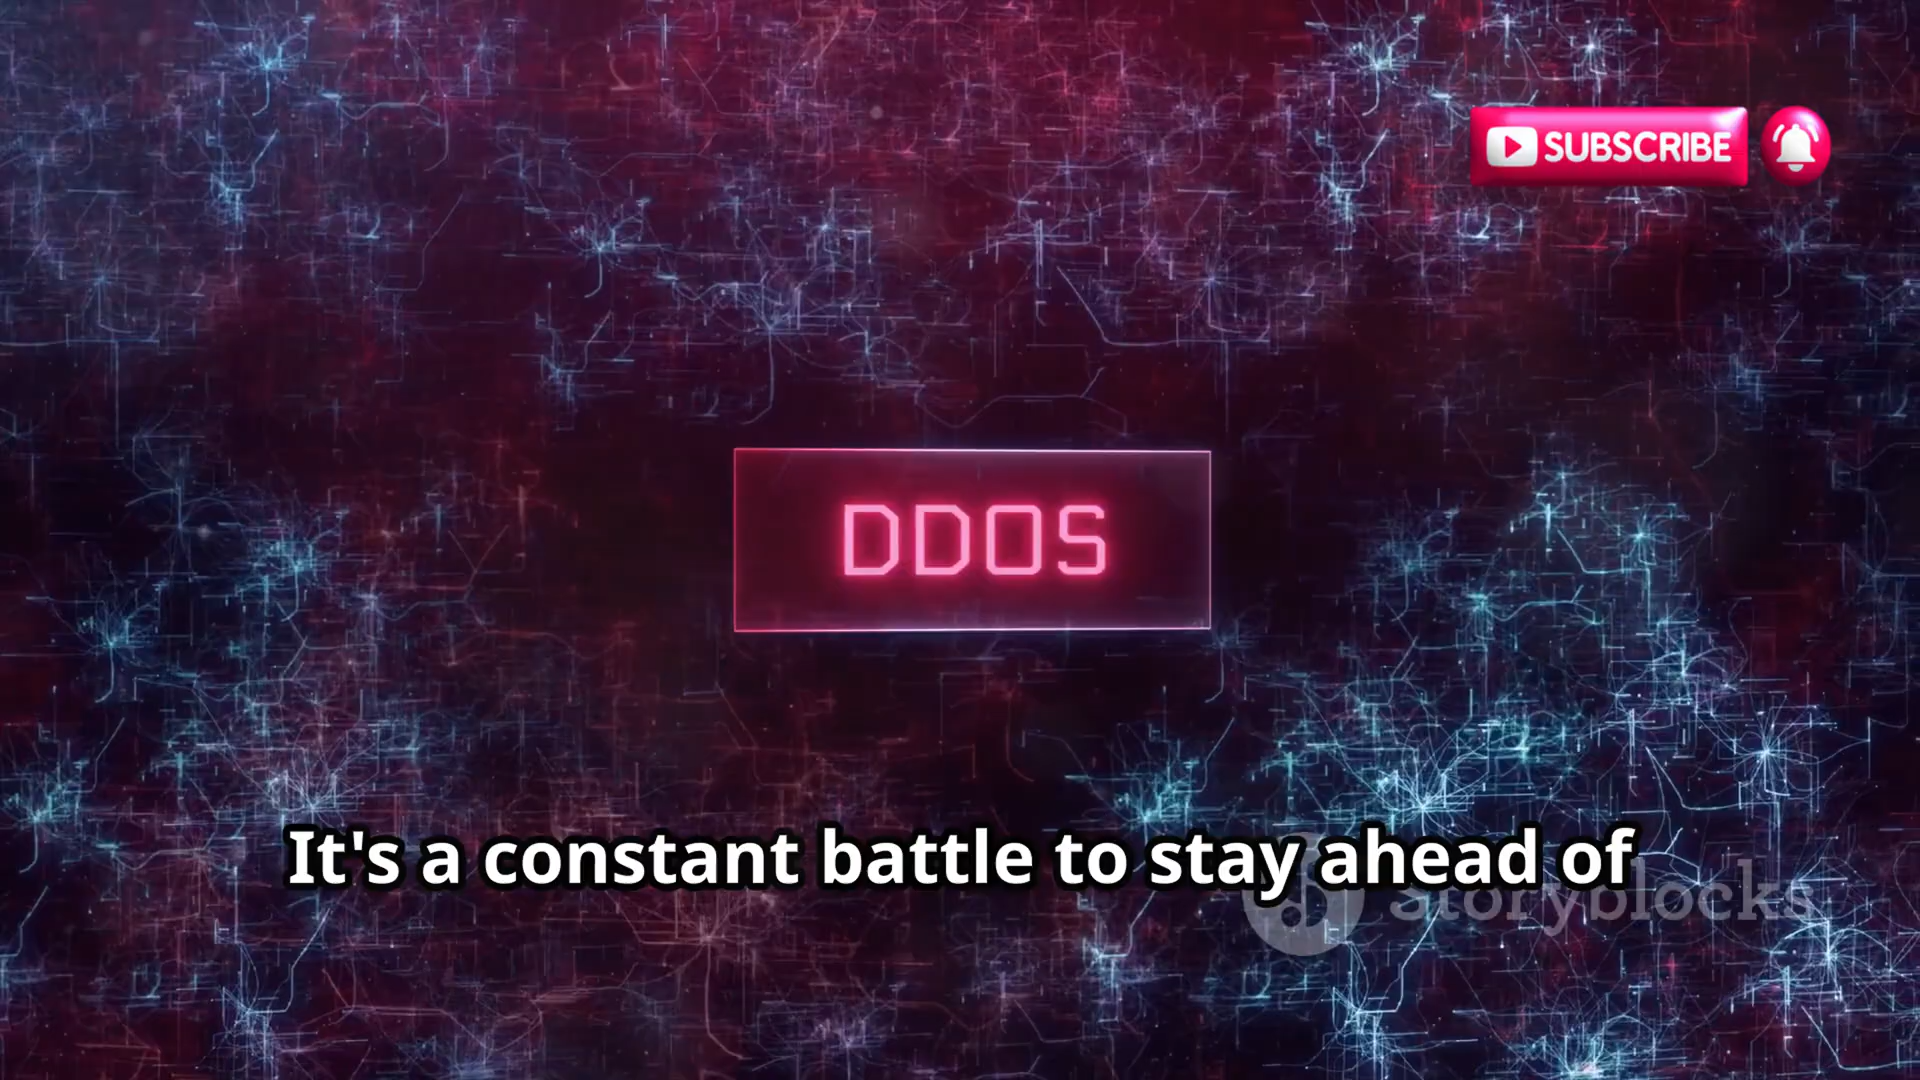 SUBSCRIBE
DDOS
It's a constant battle to stay ahead of
Storyblocks